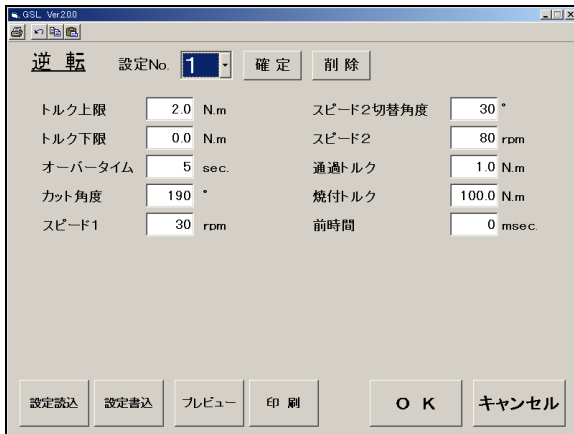 GSL Ver2.0.0
逆 転 設定No. 1 確 定 削 除
トルク上限 2.0 N.m スピード2切替角度 30 °
トルク下限 0.0 N.m スピード2 80 rpm
オーバータイム 5 sec. 通過トルク 1.0 N.m
カット角度 190 ° 焼付トルク 100.0 N.m
スピード1 30 rpm 前時間 0 msec.
設定読込 設定書込 プレビュー 印 刷 O K キャンセル